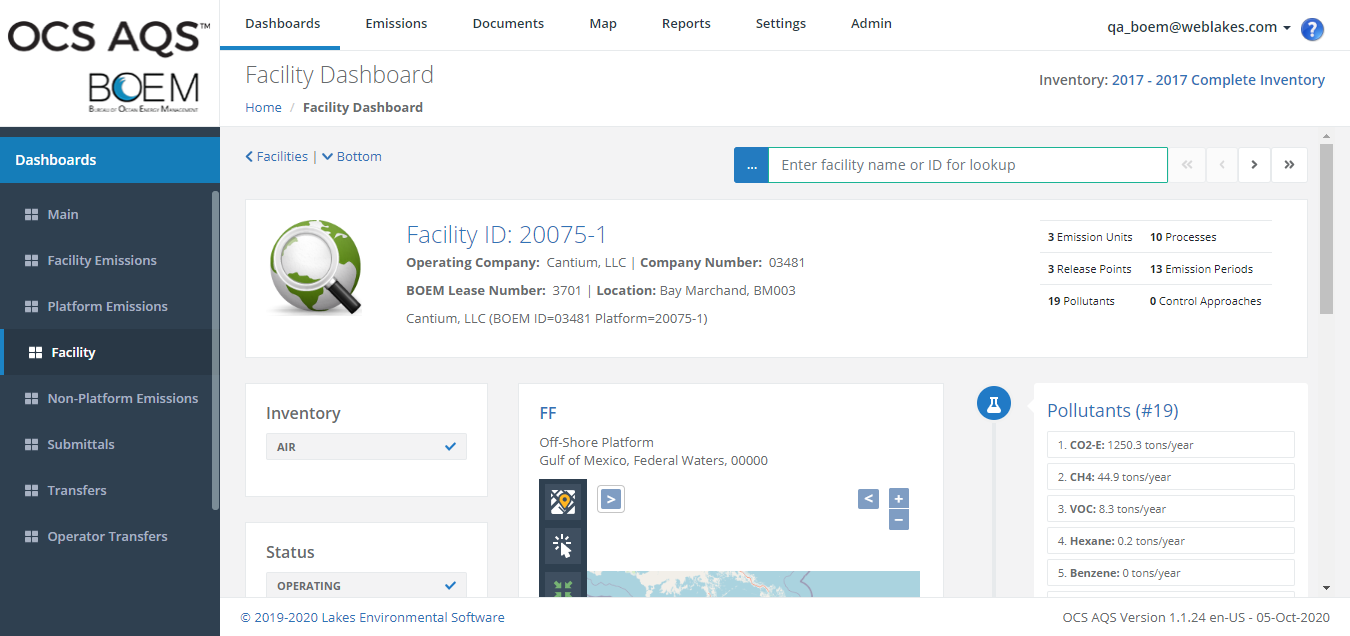 OCS AQS™
BOEM
BUREAU OF OCEAN ENERGY MANAGEMENT
Dashboards
Emissions
Documents
Map
Reports
Settings
Admin
qa_boem@weblakes.com
?
Facility Dashboard
Inventory: 2017 - 2017 Complete Inventory
Home / Facility Dashboard
Dashboards
Main
Facility Emissions
Platform Emissions
Facility
Non-Platform Emissions
Submittals
Transfers
Operator Transfers
Facilities | Bottom
... Enter facility name or ID for lookup « ‹ › »
Facility ID: 20075-1
Operating Company: Cantium, LLC | Company Number: 03481
BOEM Lease Number: 3701 | Location: Bay Marchand, BM003
Cantium, LLC (BOEM ID=03481 Platform=20075-1)
3 Emission Units 10 Processes
3 Release Points 13 Emission Periods
19 Pollutants 0 Control Approaches
Inventory
AIR
Status
OPERATING
FF
Off-Shore Platform
Gulf of Mexico, Federal Waters, 00000
> < +
−
Pollutants (#19)
1. CO2-E: 1250.3 tons/year
2. CH4: 44.9 tons/year
3. VOC: 8.3 tons/year
4. Hexane: 0.2 tons/year
5. Benzene: 0 tons/year
© 2019-2020 Lakes Environmental Software
OCS AQS Version 1.1.24 en-US - 05-Oct-2020